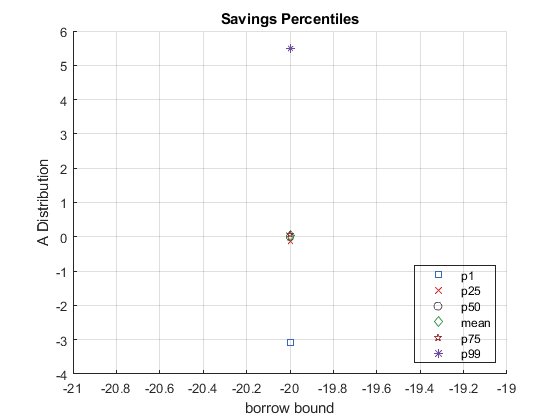 Savings Percentiles
6
5
4
3
2
1
0
-1
-2
-3
-4
A Distribution
p1
p25
p50
mean
p75
p99
-21 -20.8 -20.6 -20.4 -20.2 -20 -19.8 -19.6 -19.4 -19.2 -19
borrow bound